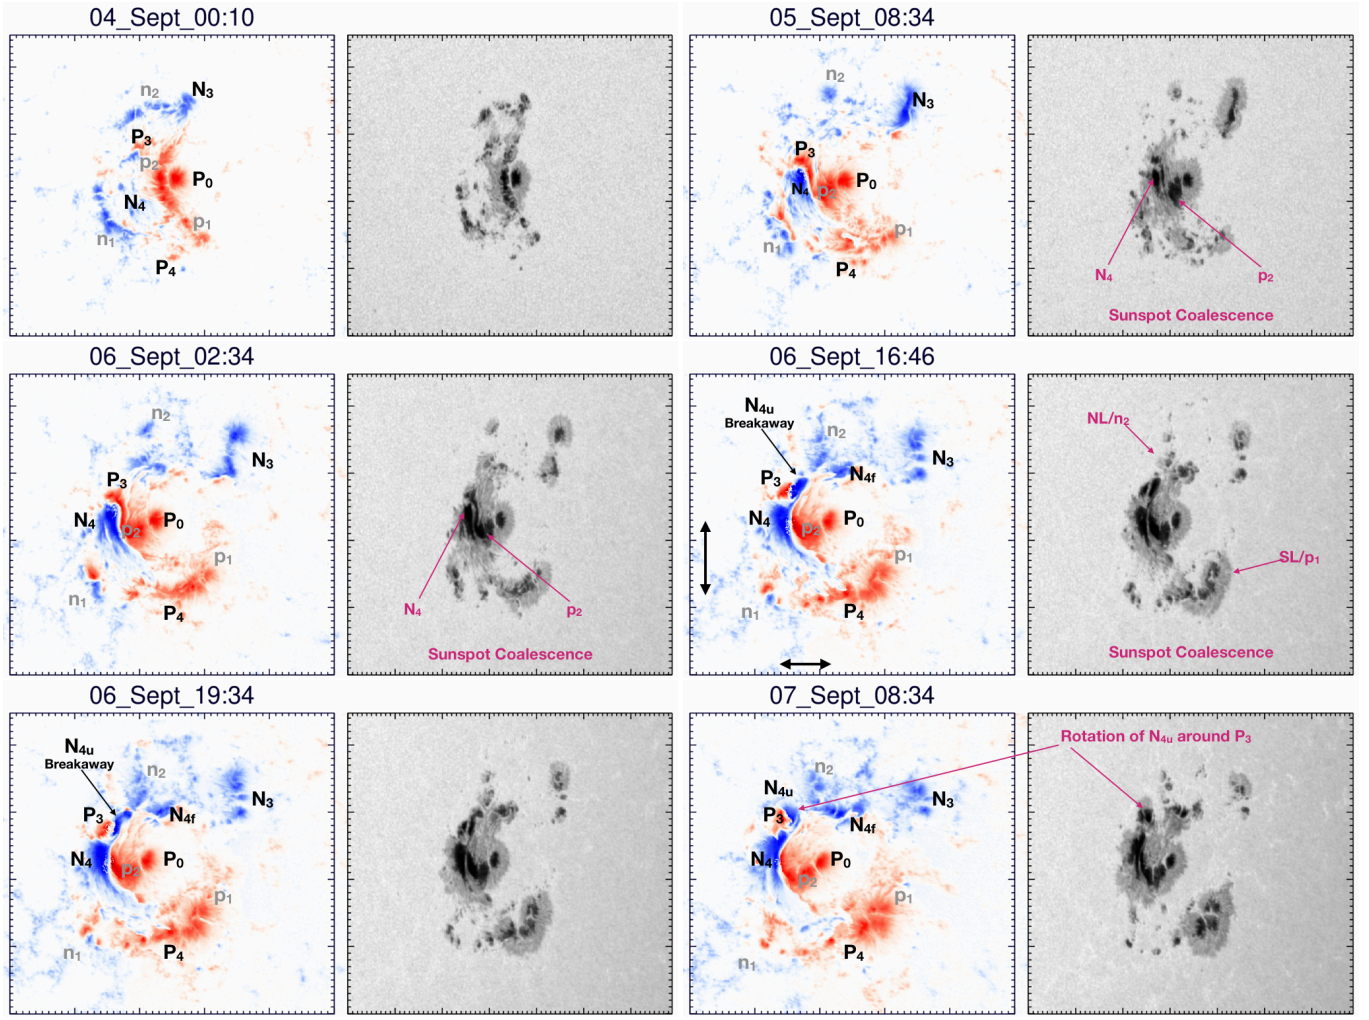 04_Sept_00:10
N3
n2
P3
p2
P0
N4
p1
n1
P4
05_Sept_08:34
n2
N3
P3
N4
p2
P0
p1
n1
P4
N4
p2
Sunspot Coalescence
06_Sept_02:34
n2
N3
P3
N4
p2
P0
p1
n1
P4
N4
p2
Sunspot Coalescence
06_Sept_16:46
N4u
Breakaway
n2
N3
P3
N4f
N4
p2
P0
p1
n1
P4
NL/n2
SL/p1
Sunspot Coalescence
06_Sept_19:34
N4u
Breakaway
n2
N3
P3
N4f
N4
p2
P0
p1
n1
P4
07_Sept_08:34
n2
N4u
N3
P3
N4f
N4
P0
p2
p1
P4
n1
Rotation of N4u around P3